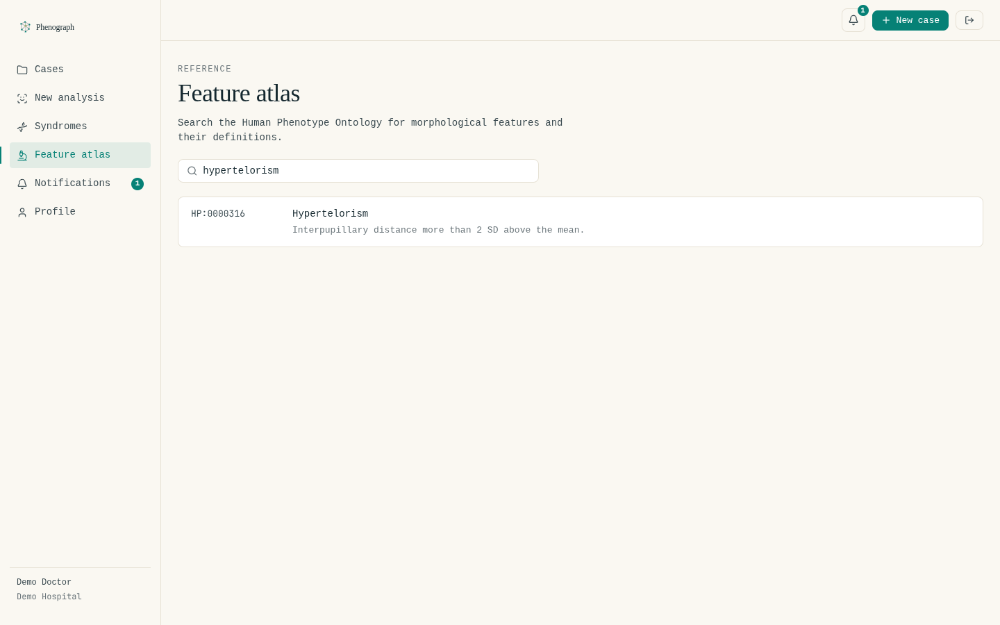 Phenograph
Cases
New analysis
Syndromes
Feature atlas
Notifications 1
Profile
Demo Doctor
Demo Hospital
1
New case
REFERENCE
Feature atlas
Search the Human Phenotype Ontology for morphological features and
their definitions.
hypertelorism
HP:0000316 Hypertelorism
Interpupillary distance more than 2 SD above the mean.